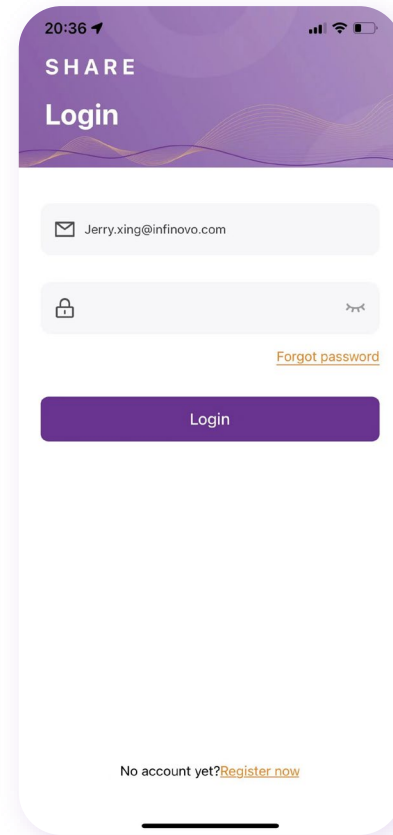 20:36
SHARE
Login
Jerry.xing@infinovo.com
Forgot password
Login
No account yet?Register now